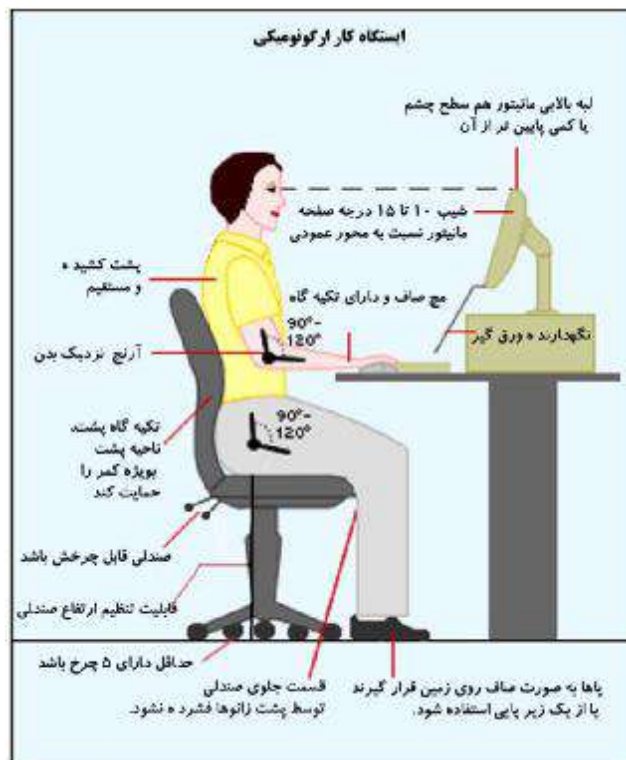 ایستگاه کار ارگونومیکی
لبه بالایی مانیتور هم سطح چشم
یا کمی پایین تر از آن
شیب ۱۰ تا ۱۵ درجه صفحه
مانیتور نسبت به محور عمودی
پشت کشیده
و مستقیم
مچ صاف و دارای تکیه گاه
90°-
120°
نگهدارنده ورق گیر
آرنج نزدیک بدن
90°-
120°
تکیه گاه پشت،
ناحیه پشت
بویژه کمر را
حمایت کند
صندلی قابل چرخش باشد
قابلیت تنظیم ارتفاع صندلی
حداقل دارای ۵ چرخ باشد
قسمت جلوی صندلی
توسط پشت زانوها فشرده نشود.
پاها به صورت صاف روی زمین قرار گیرند
یا از یک زیر پایی استفاده شود.